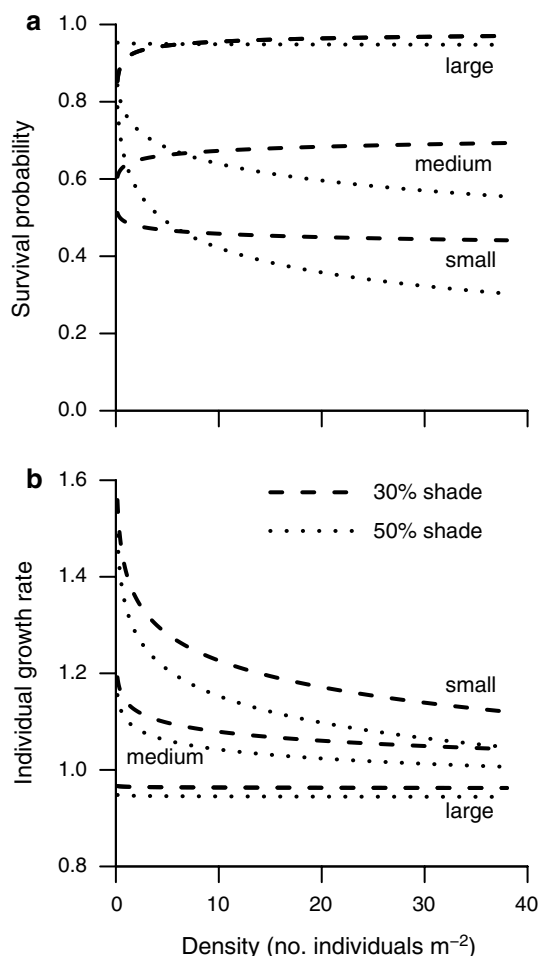 a
1.0
0.8
0.6
0.4
0.2
0.0
Survival probability
large
medium
small
b
1.6
1.4
1.2
1.0
0.8
Individual growth rate
30% shade
50% shade
small
medium
large
0 10 20 30 40
Density (no. individuals m⁻²)